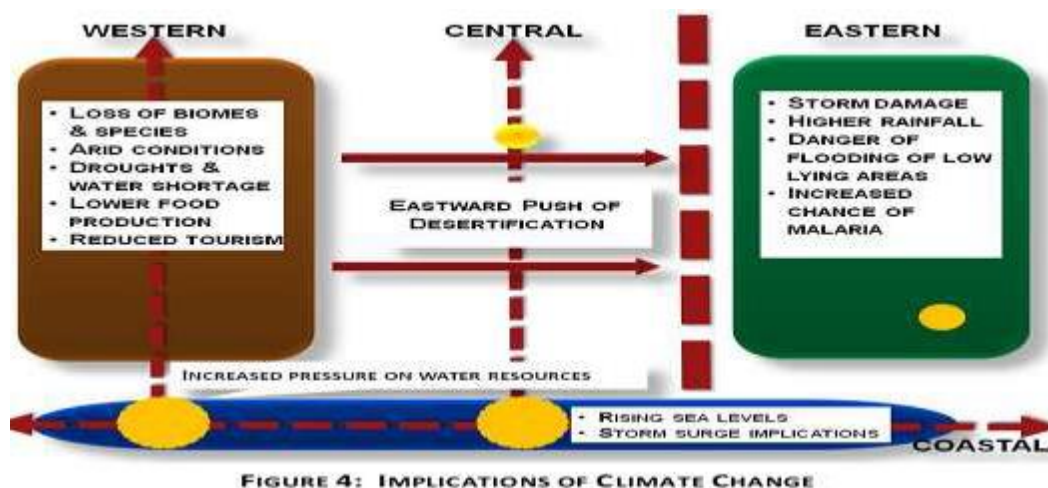 WESTERN
CENTRAL
EASTERN
• LOSS OF BIOMES
& SPECIES
• ARID CONDITIONS
• DROUGHTS &
WATER SHORTAGE
• LOWER FOOD
PRODUCTION
• REDUCED TOURISM
EASTWARD PUSH OF
DESERTIFICATION
• STORM DAMAGE
• HIGHER RAINFALL
• DANGER OF
FLOODING OF LOW
LYING AREAS
• INCREASED
CHANCE OF
MALARIA
INCREASED PRESSURE ON WATER RESOURCES
• RISING SEA LEVELS
• STORM SURGE IMPLICATIONS
COASTAL
FIGURE 4: IMPLICATIONS OF CLIMATE CHANGE